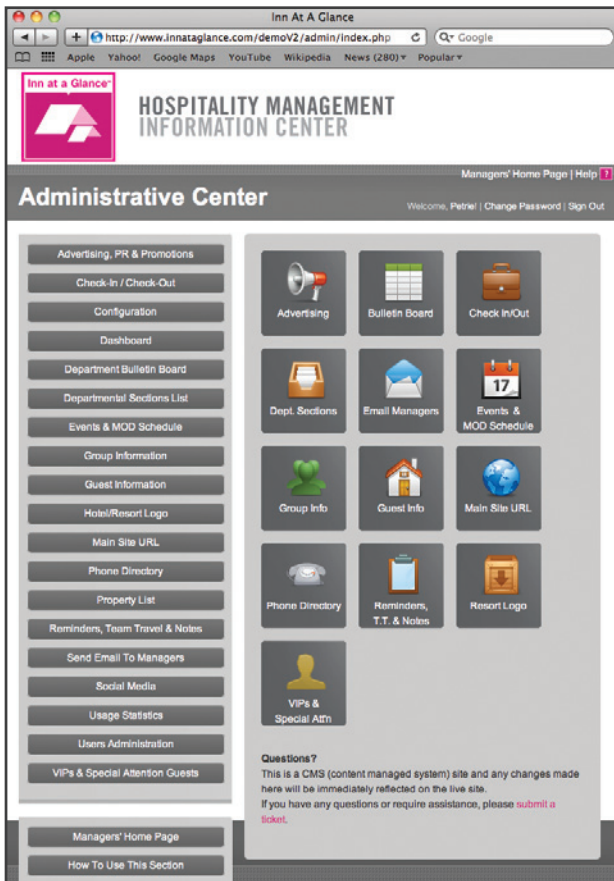 Inn At A Glance
http://www.innataglance.com/demoV2/admin/index.php
Google
Apple Yahoo! Google Maps YouTube Wikipedia News (280) Popular
Inn at a Glance
HOSPITALITY MANAGEMENT
INFORMATION CENTER
Managers' Home Page | Help ?
Administrative Center
Welcome, Petrie! | Change Password | Sign Out
Advertising, PR & Promotions
Check-In / Check-Out
Configuration
Dashboard
Department Bulletin Board
Departmental Sections List
Events & MOD Schedule
Group Information
Guest Information
Hotel/Resort Logo
Main Site URL
Phone Directory
Property List
Reminders, Team Travel & Notes
Send Email To Managers
Social Media
Usage Statistics
Users Administration
VIPs & Special Attention Guests
Managers' Home Page
How To Use This Section
Advertising
Bulletin Board
Check In/Out
Dept. Sections
Email Managers
17
Events &
MOD Schedule
Group Info
Guest Info
Main Site URL
Phone Directory
Reminders,
T.T. & Notes
Resort Logo
VIPs &
Special Att'n
Questions?
This is a CMS (content managed system) site and any changes made
here will be immediately reflected on the live site.
If you have any questions or require assistance, please submit a
ticket.